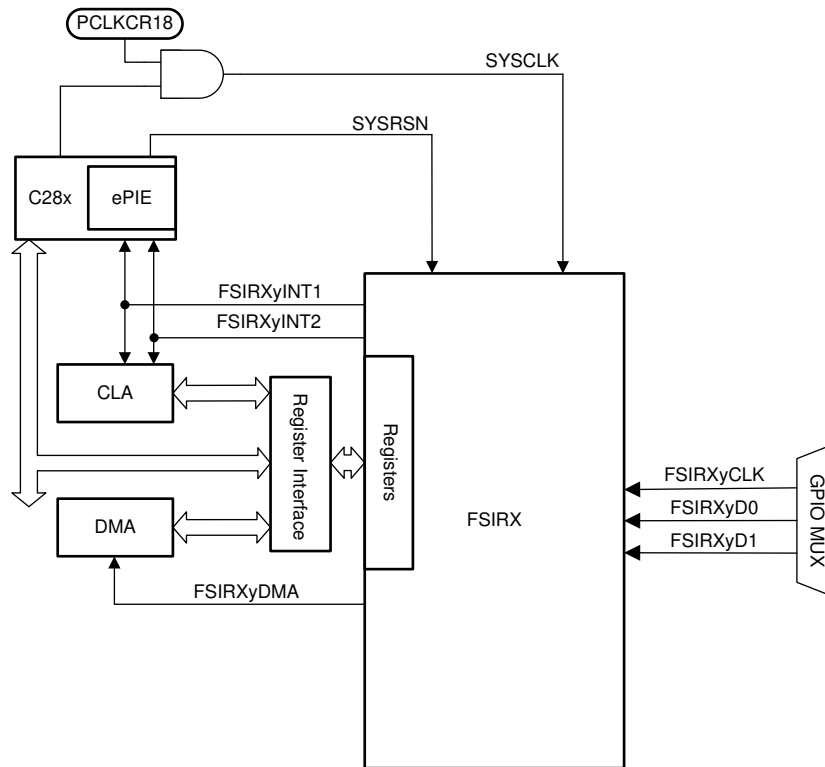 PCLKCR18
SYSCLK
SYSRSN
C28x
ePIE
FSIRXyINT1
FSIRXyINT2
CLA
Register Interface
Registers
FSIRX
FSIRXyCLK
FSIRXyD0
FSIRXyD1
GPIO MUX
DMA
FSIRXyDMA